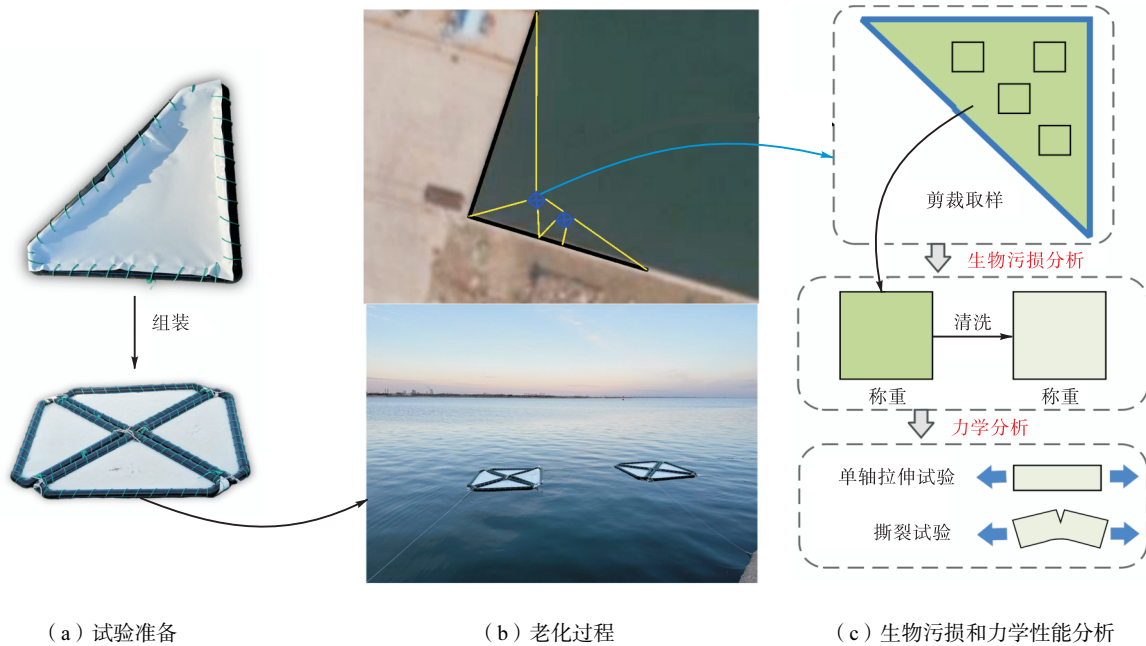 组装
剪裁取样
生物污损分析
清洗
称重
称重
力学分析
单轴拉伸试验
撕裂试验
（a）试验准备
（b）老化过程
（c）生物污损和力学性能分析